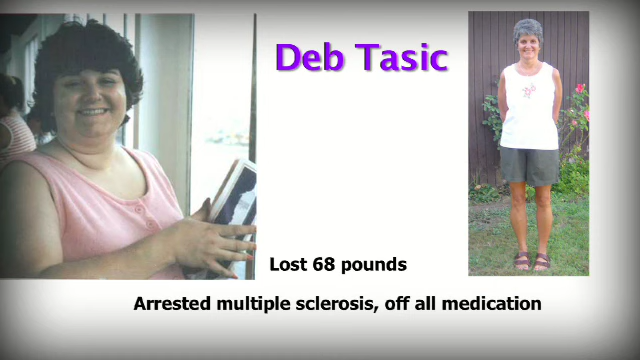 Deb Tasic
Lost 68 pounds
Arrested multiple sclerosis, off all medication